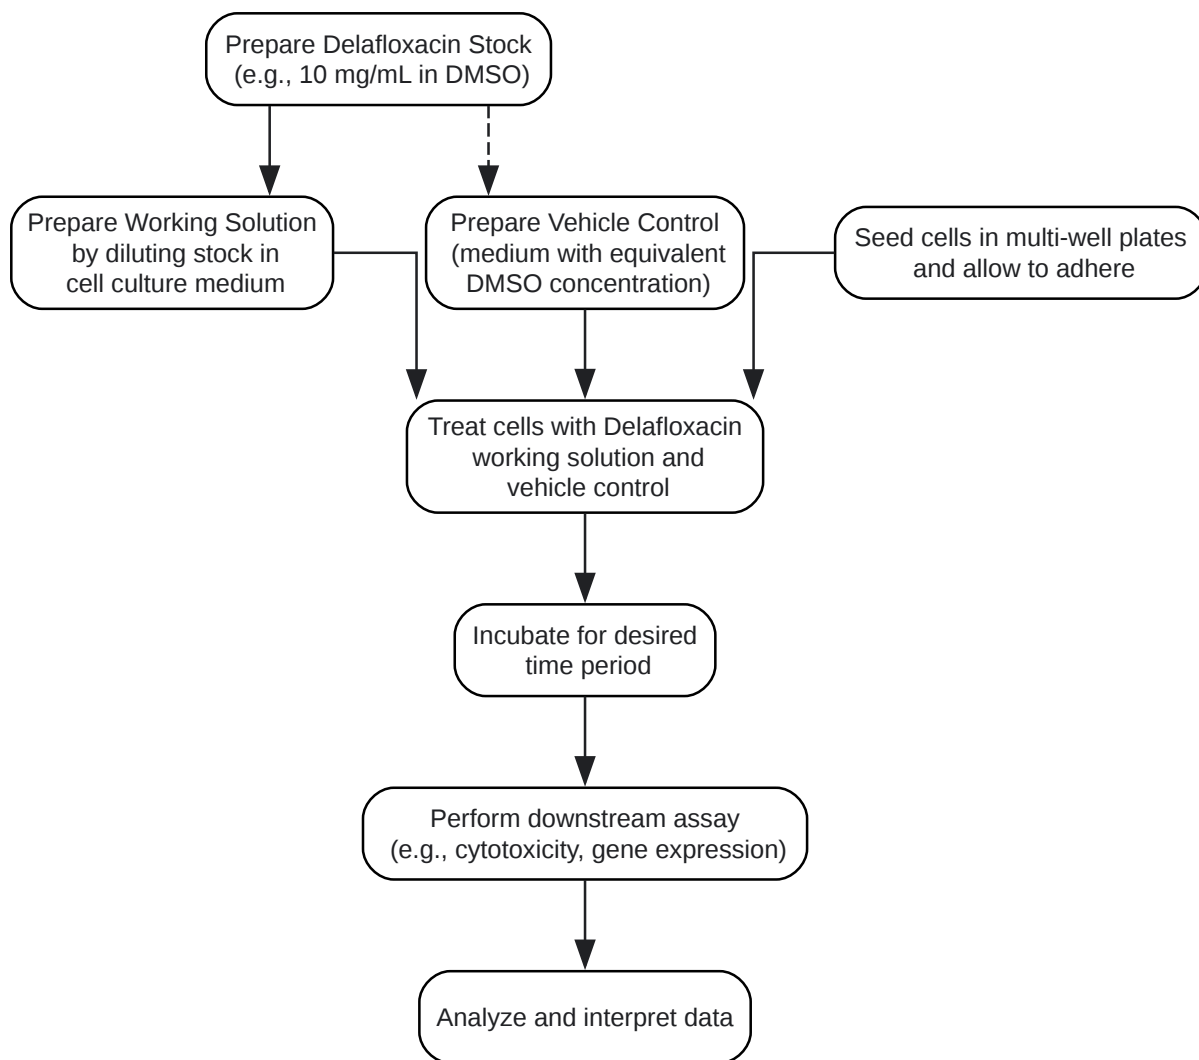 Prepare Delafloxacin Stock
(e.g., 10 mg/mL in DMSO)
Prepare Working Solution
by diluting stock in
cell culture medium
Prepare Vehicle Control
(medium with equivalent
DMSO concentration)
Seed cells in multi-well plates
and allow to adhere
Treat cells with Delafloxacin
working solution and
vehicle control
Incubate for desired
time period
Perform downstream assay
(e.g., cytotoxicity, gene expression)
Analyze and interpret data